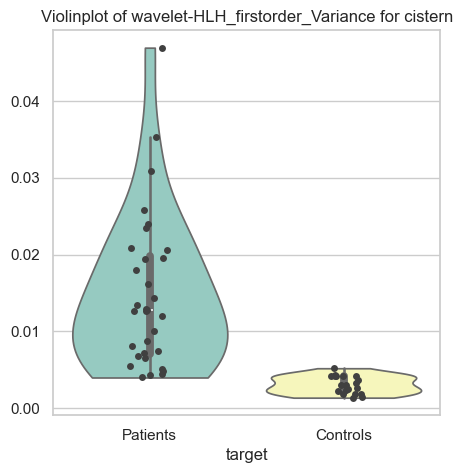 Violinplot of wavelet-HLH_firstorder_Variance for cistern
0.04
0.03
0.02
0.01
0.00
Patients Controls
target